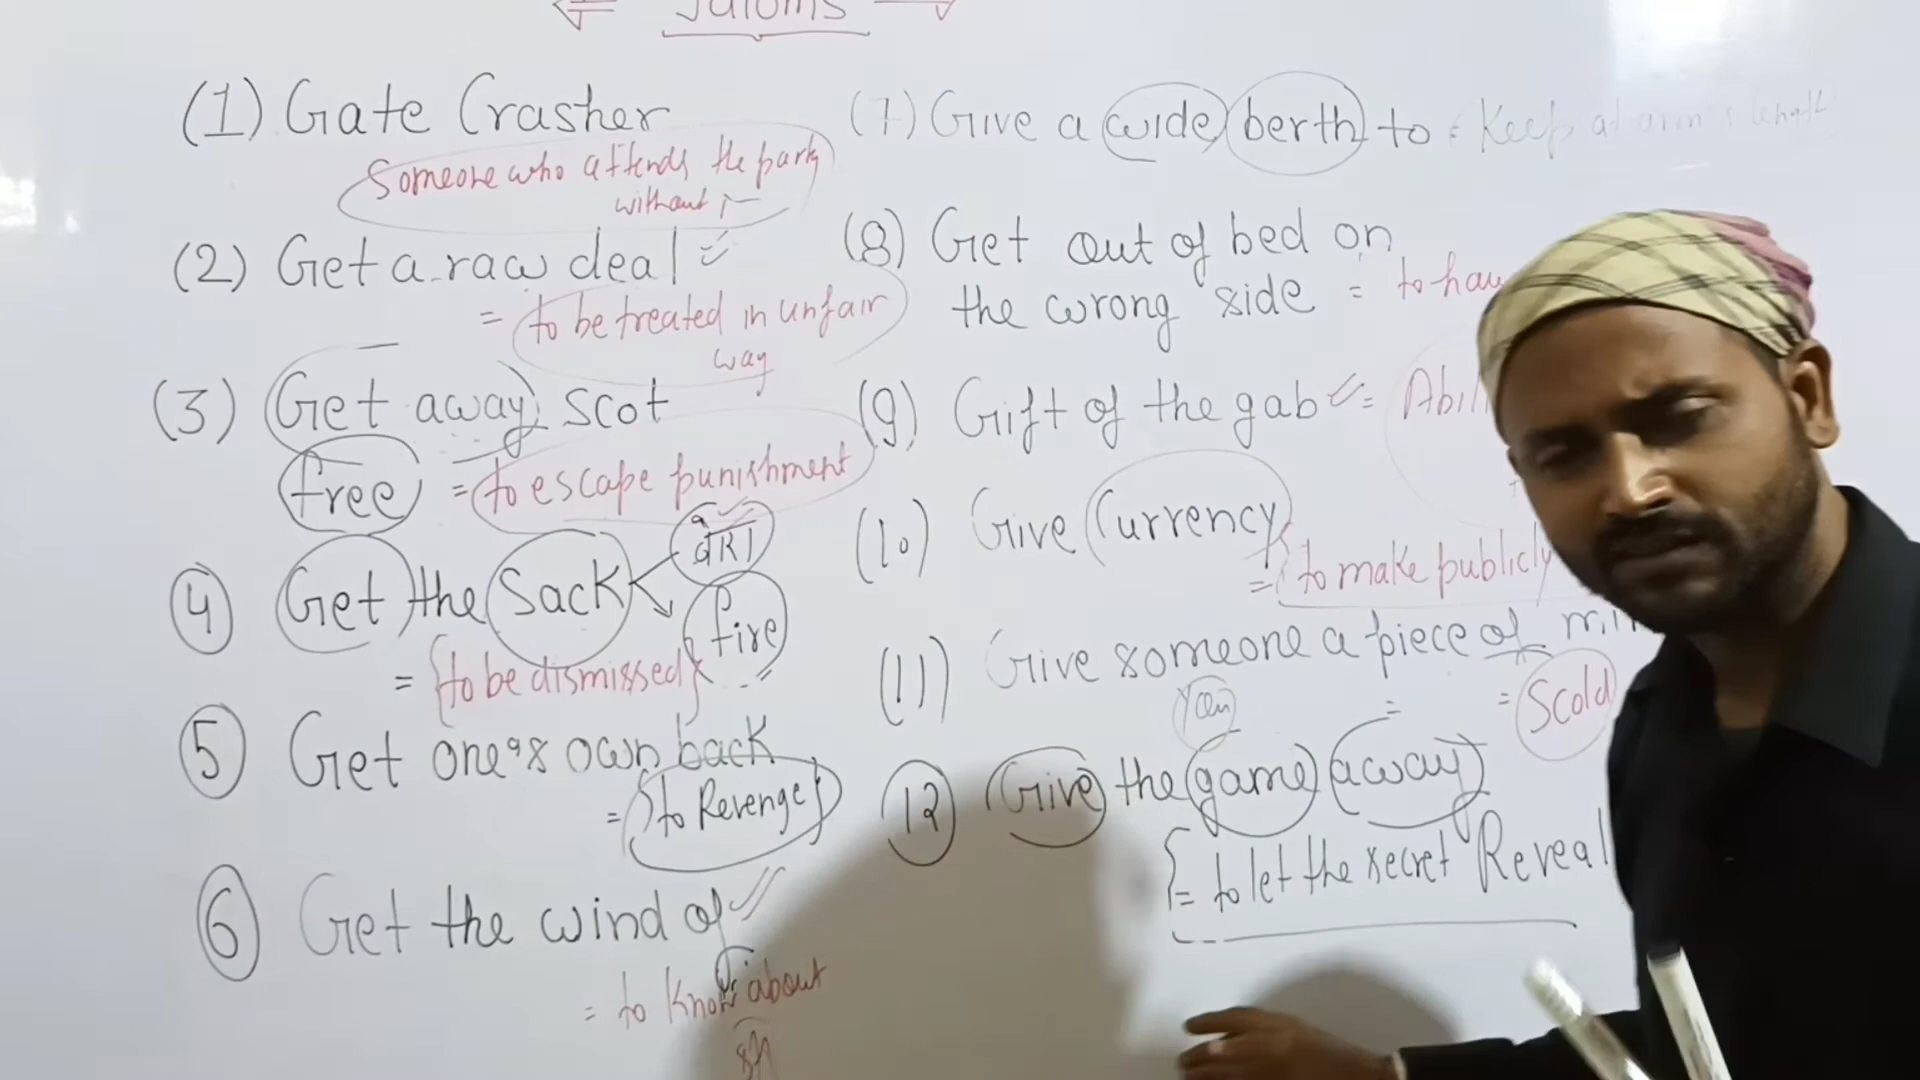 Idioms
(1) Gate Crasher
Someone who attends the party
without
(2) Get a raw deal
= to be treated in unfair
way
(3) Get away scot
free = to escape punishment
4 Get the Sack
बोरा
fire
= {to be dismissed}
5 Get one's own back
= {to Revenge}
6 Get the wind of
= to Know about
(7) Give a wide berth to = Keep at arm's length
(8) Get out of bed on
the wrong side = to hav
(9) Gift of the gab = Abil
(10) Give Currency
= {to make publicly
(11) Give someone a piece of min
= Scold
12 Give the game away
{= to let the secret Reveal